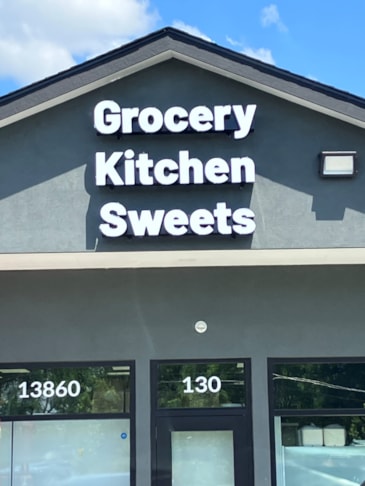 Grocery
Kitchen
Sweets
13860
130